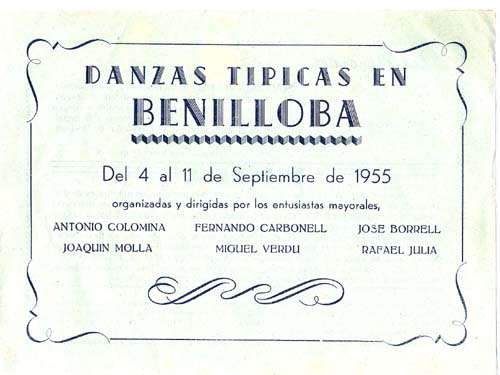 DANZAS TIPICAS EN
BENILLOBA
Del 4 al 11 de Septiembre de 1955
organizadas y dirigidas por los entusiastas mayorales,
ANTONIO COLOMINA FERNANDO CARBONELL JOSE BORRELL
JOAQUIN MOLLA MIGUEL VERDU RAFAEL JULIA